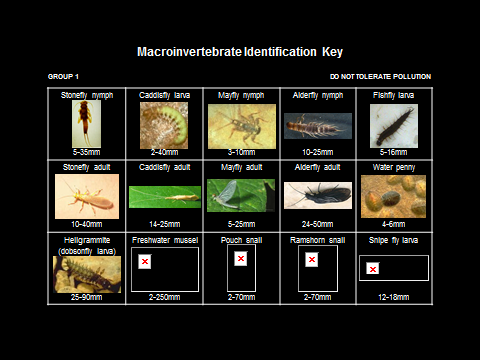 Macroinvertebrate Identification Key
GROUP 1 DO NOT TOLERATE POLLUTION
Stonefly nymph Caddisfly larva Mayfly nymph Alderfly nymph Fishfly larva
5-35mm 2-40mm 3-10mm 10-25mm 5-16mm
Stonefly adult Caddisfly adult Mayfly adult Alderfly adult Water penny
10-40mm 14-25mm 5-25mm 24-50mm 4-6mm
Hellgrammite Freshwater mussel Pouch snail Ramshorn snail Snipe fly larva
(dobsonfly larva)
25-90mm 2-250mm 2-70mm 2-70mm 12-18mm